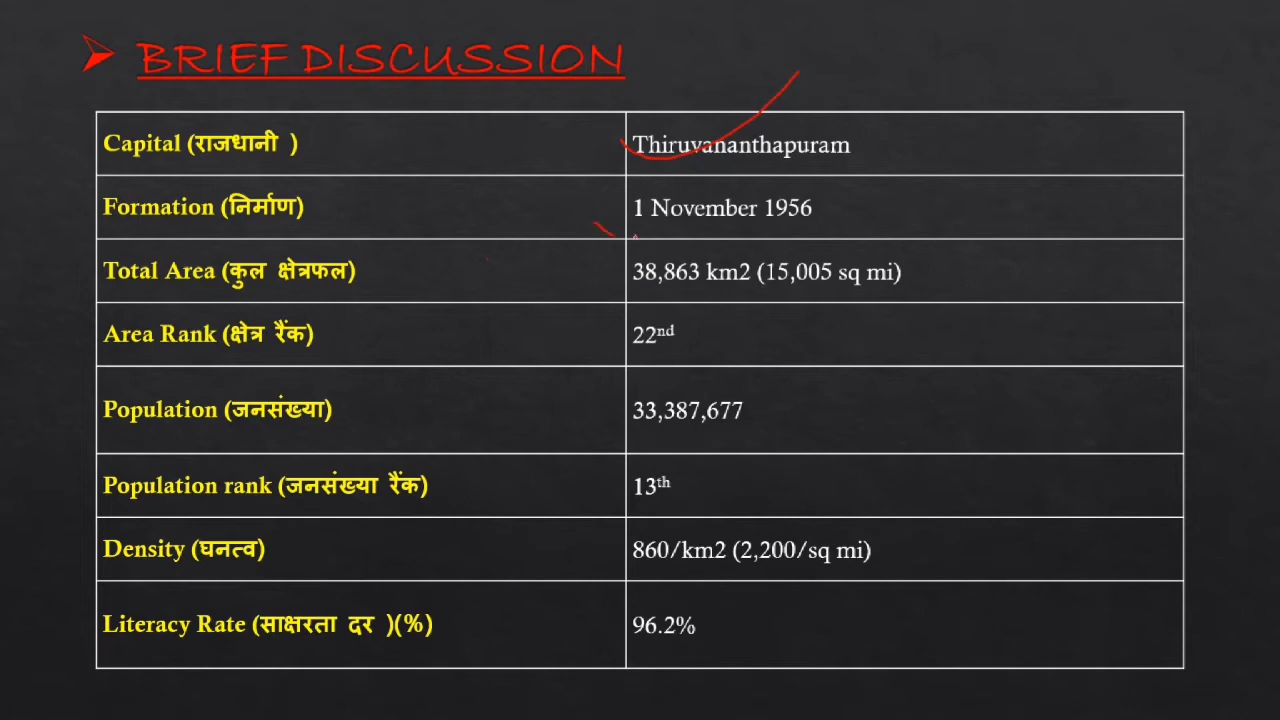 BRIEF DISCUSSION
Capital (राजधानी )
Thiruvananthapuram
Formation (निर्माण)
1 November 1956
Total Area (कुल क्षेत्रफल)
38,863 km2 (15,005 sq mi)
Area Rank (क्षेत्र रैंक)
22nd
Population (जनसंख्या)
33,387,677
Population rank (जनसंख्या रैंक)
13th
Density (घनत्व)
860/km2 (2,200/sq mi)
Literacy Rate (साक्षरता दर )(%)
96.2%